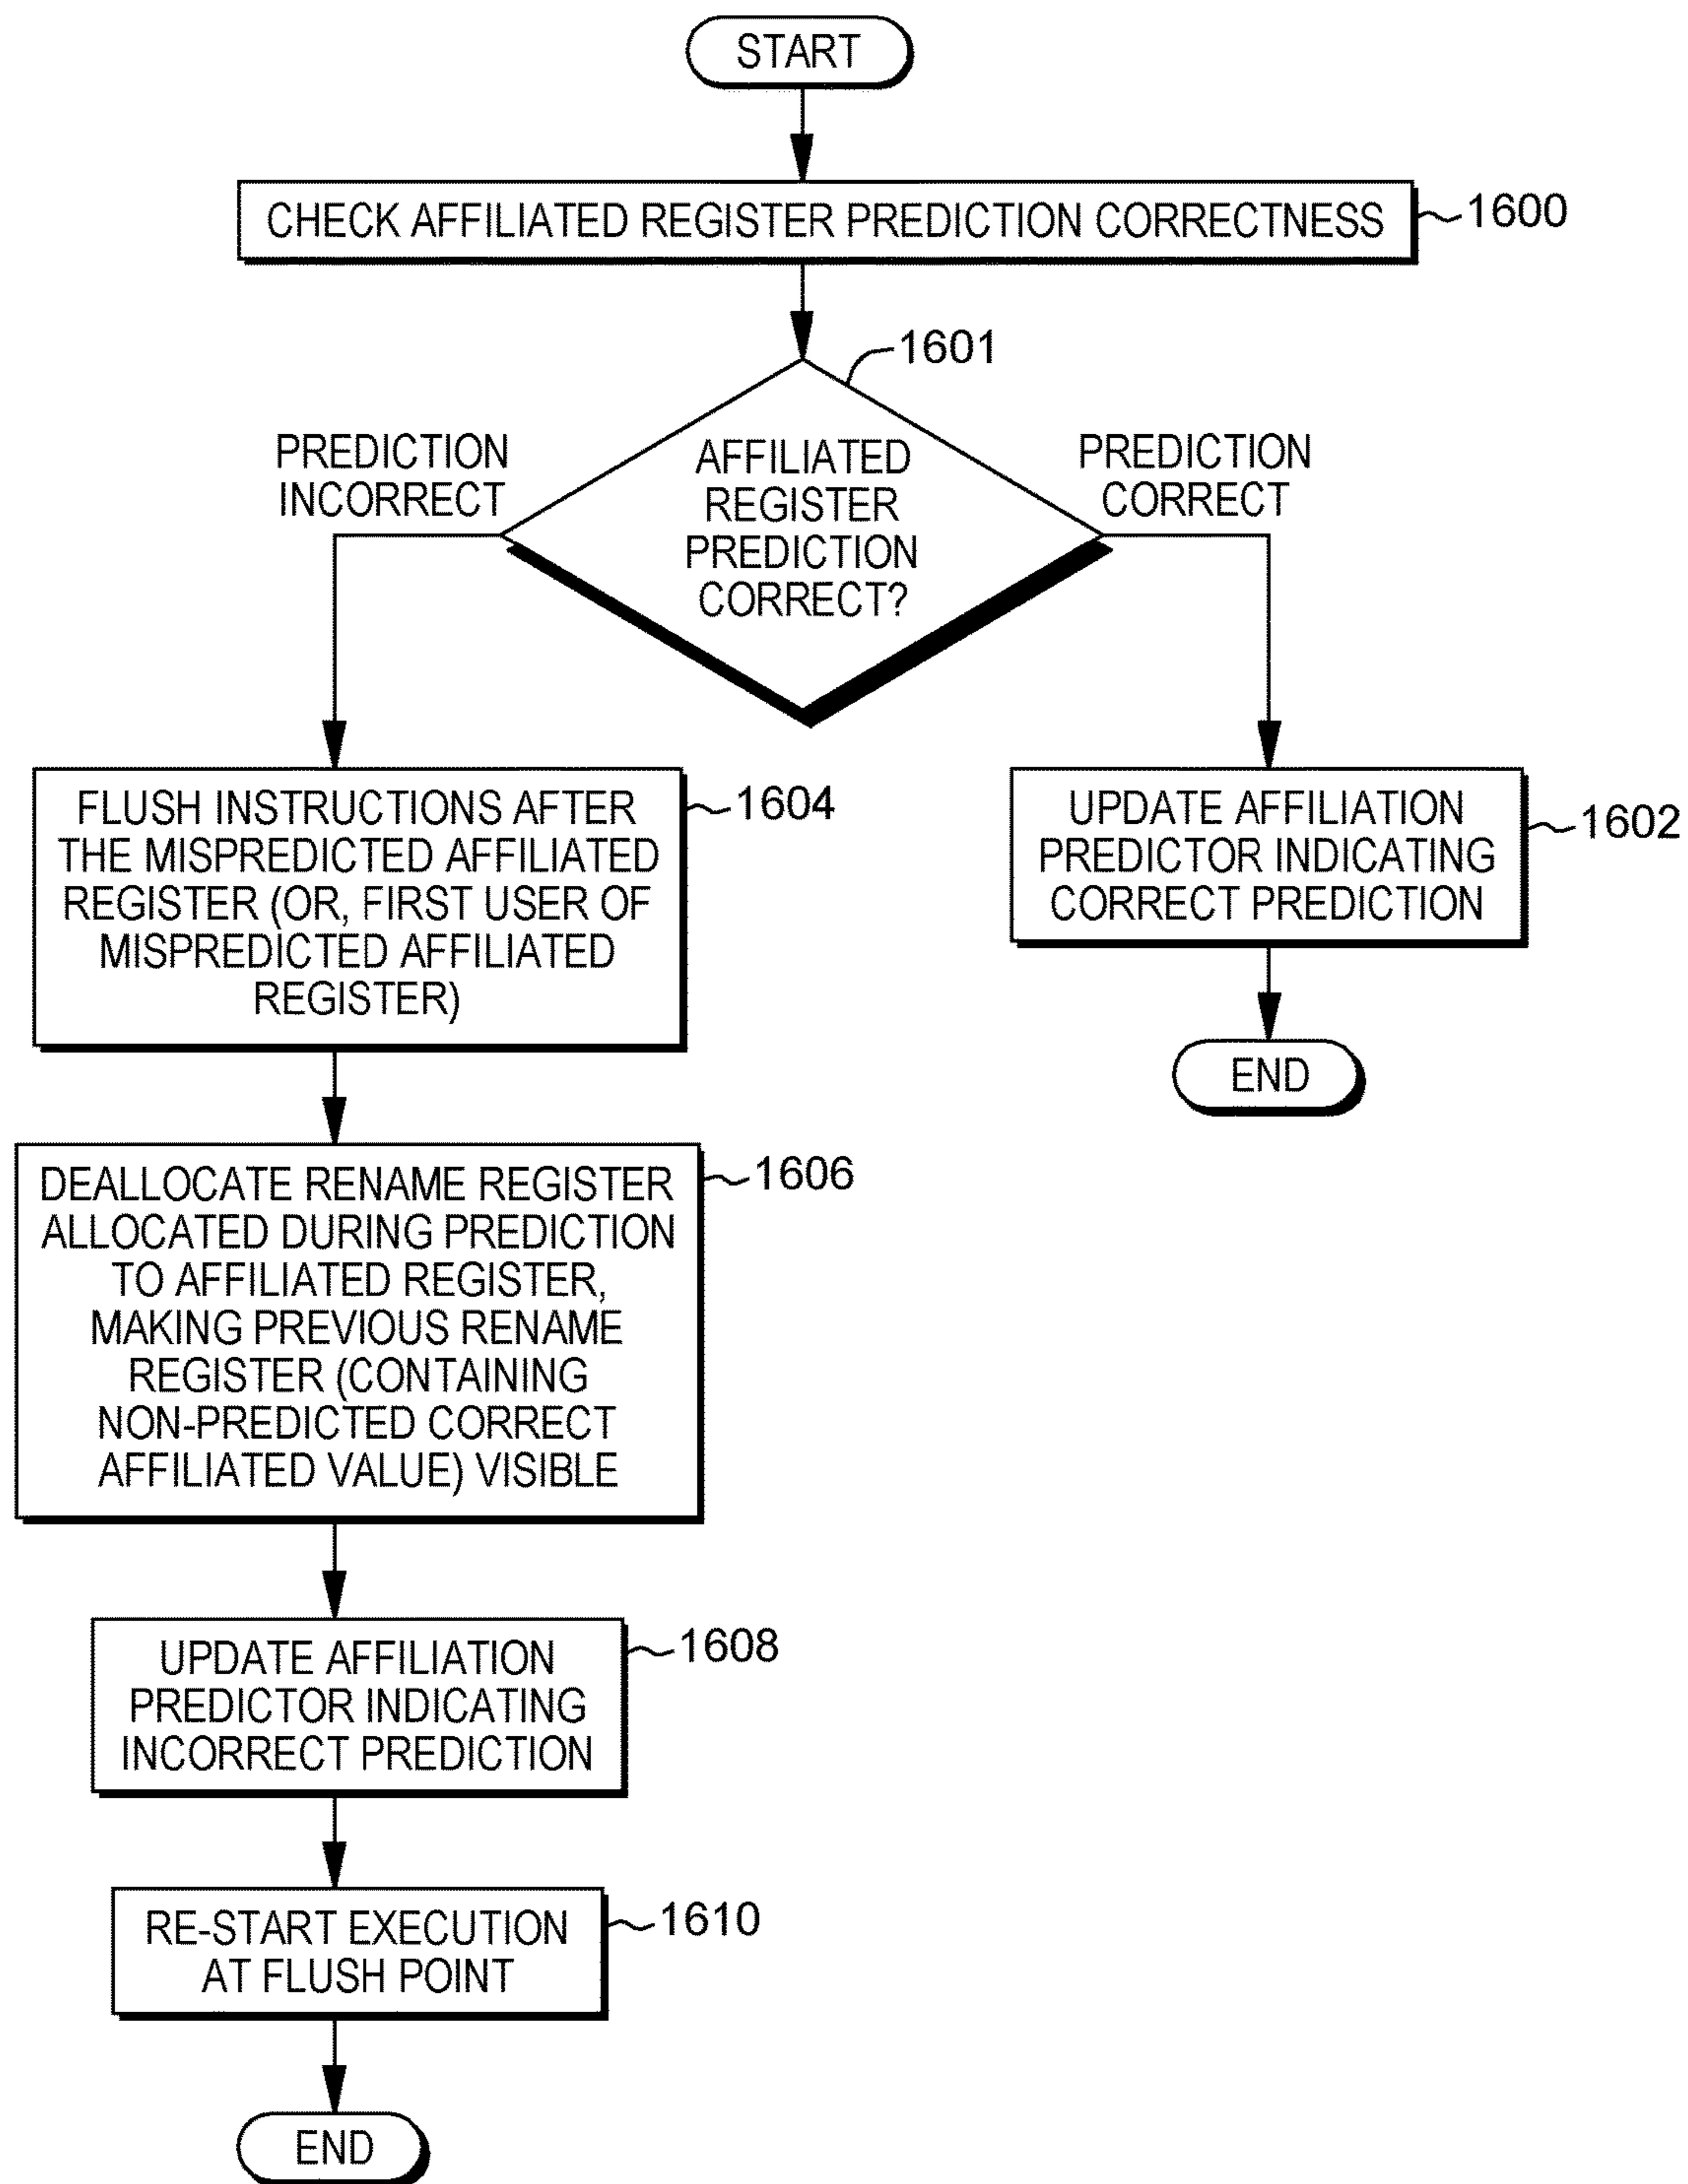 START
CHECK AFFILIATED REGISTER PREDICTION CORRECTNESS
1600
1601
AFFILIATED
REGISTER
PREDICTION
CORRECT?
PREDICTION
INCORRECT
PREDICTION
CORRECT
FLUSH INSTRUCTIONS AFTER
THE MISPREDICTED AFFILIATED
REGISTER (OR, FIRST USER OF
MISPREDICTED AFFILIATED
REGISTER)
1604
UPDATE AFFILIATION
PREDICTOR INDICATING
CORRECT PREDICTION
1602
END
DEALLOCATE RENAME REGISTER
ALLOCATED DURING PREDICTION
TO AFFILIATED REGISTER,
MAKING PREVIOUS RENAME
REGISTER (CONTAINING
NON-PREDICTED CORRECT
AFFILIATED VALUE) VISIBLE
1606
UPDATE AFFILIATION
PREDICTOR INDICATING
INCORRECT PREDICTION
1608
RE-START EXECUTION
AT FLUSH POINT
1610
END